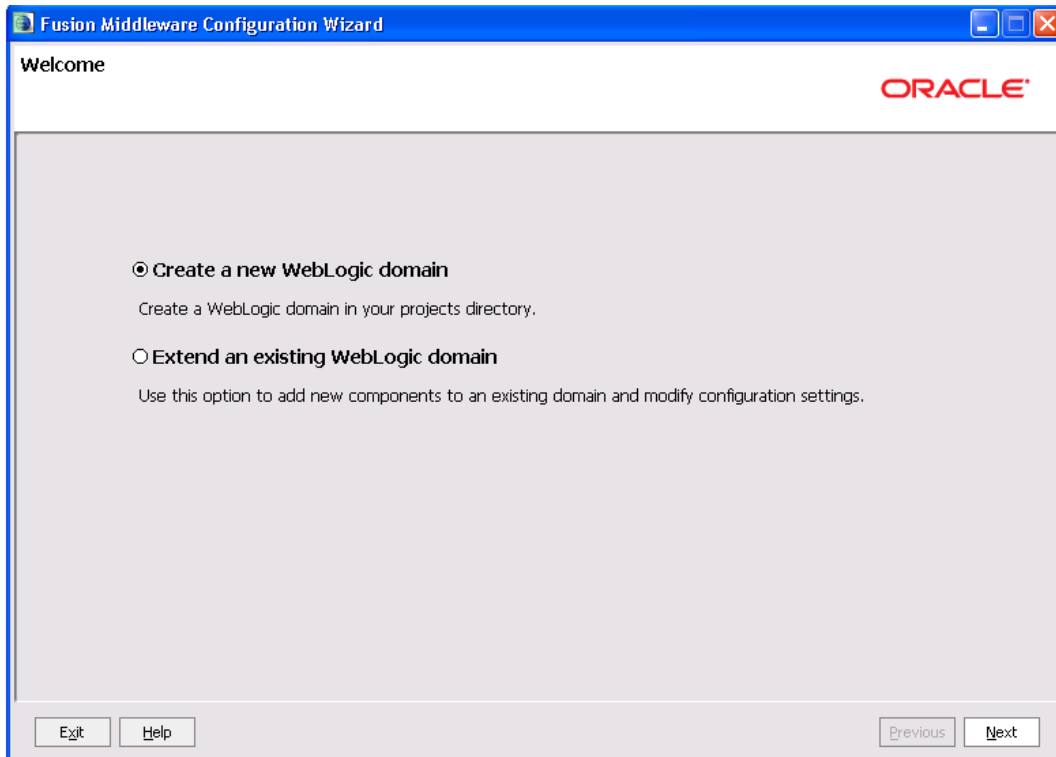 Fusion Middleware Configuration Wizard
Welcome
ORACLE
Create a new WebLogic domain
Create a WebLogic domain in your projects directory.
Extend an existing WebLogic domain
Use this option to add new components to an existing domain and modify configuration settings.
Exit Help Previous Next